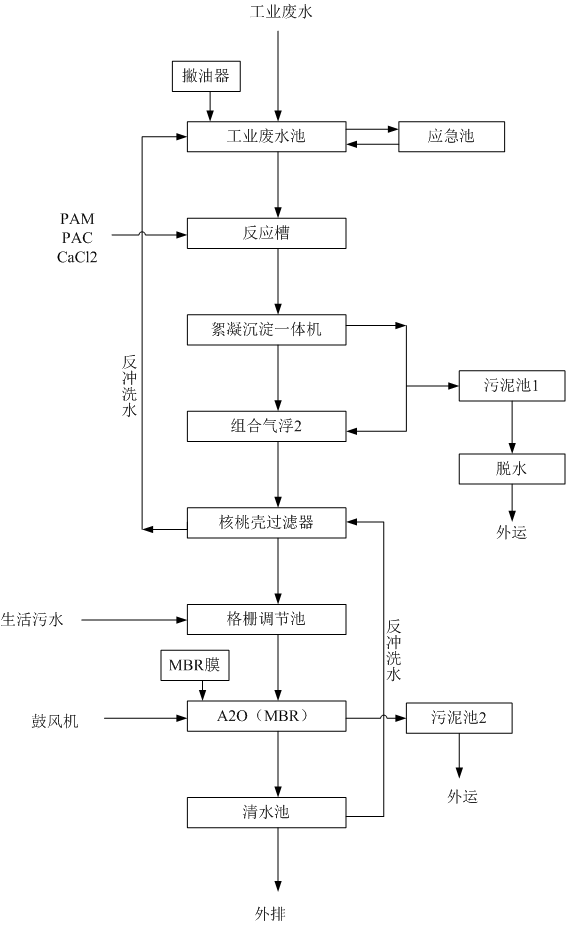 工业废水
撇油器
工业废水池
应急池
PAM
PAC
CaCl2
反应槽
絮凝沉淀一体机
反冲洗水
污泥池1
组合气浮2
脱水
核桃壳过滤器
外运
生活污水
格栅调节池
反冲洗水
MBR膜
鼓风机
A2O（MBR）
污泥池2
外运
清水池
外排